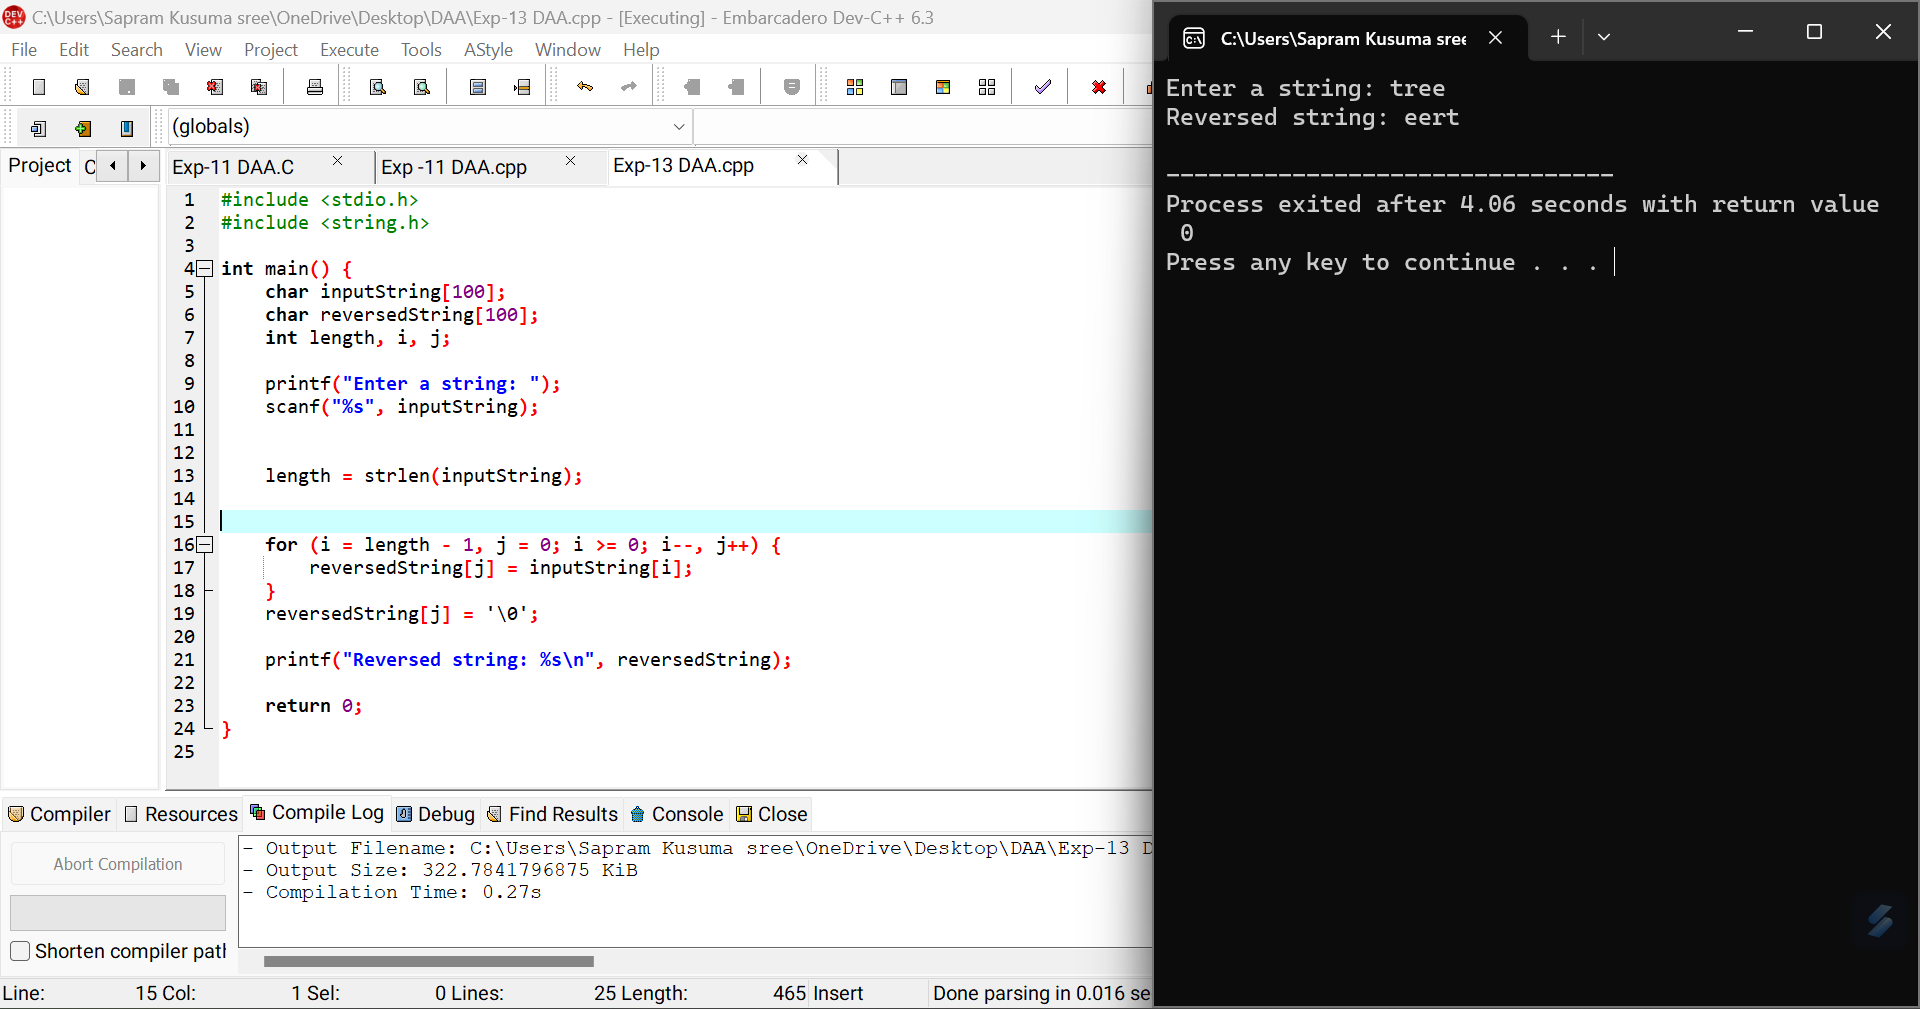 DEV C++ C:\Users\Sapram Kusuma sree\OneDrive\Desktop\DAA\Exp-13 DAA.cpp - [Executing] - Embarcadero Dev-C++ 6.3
File Edit Search View Project Execute Tools AStyle Window Help
(globals)
Project
Exp-11 DAA.C
Exp -11 DAA.cpp
Exp-13 DAA.cpp
1 #include <stdio.h>
2 #include <string.h>
3
4 int main() {
5 char inputString[100];
6 char reversedString[100];
7 int length, i, j;
8
9 printf("Enter a string: ");
10 scanf("%s", inputString);
11
12
13 length = strlen(inputString);
14
15
16 for (i = length - 1, j = 0; i >= 0; i--, j++) {
17 reversedString[j] = inputString[i];
18 }
19 reversedString[j] = '\0';
20
21 printf("Reversed string: %s\n", reversedString);
22
23 return 0;
24 }
25
Compiler Resources Compile Log Debug Find Results Console Close
Abort Compilation
Shorten compiler path
- Output Filename: C:\Users\Sapram Kusuma sree\OneDrive\Desktop\DAA\Exp-13 D
- Output Size: 322.7841796875 KiB
- Compilation Time: 0.27s
Line: 15 Col: 1 Sel: 0 Lines: 25 Length: 465 Insert Done parsing in 0.016 se
C:\Users\Sapram Kusuma sree
Enter a string: tree
Reversed string: eert
--------------------------------
Process exited after 4.06 seconds with return value
0
Press any key to continue . . .